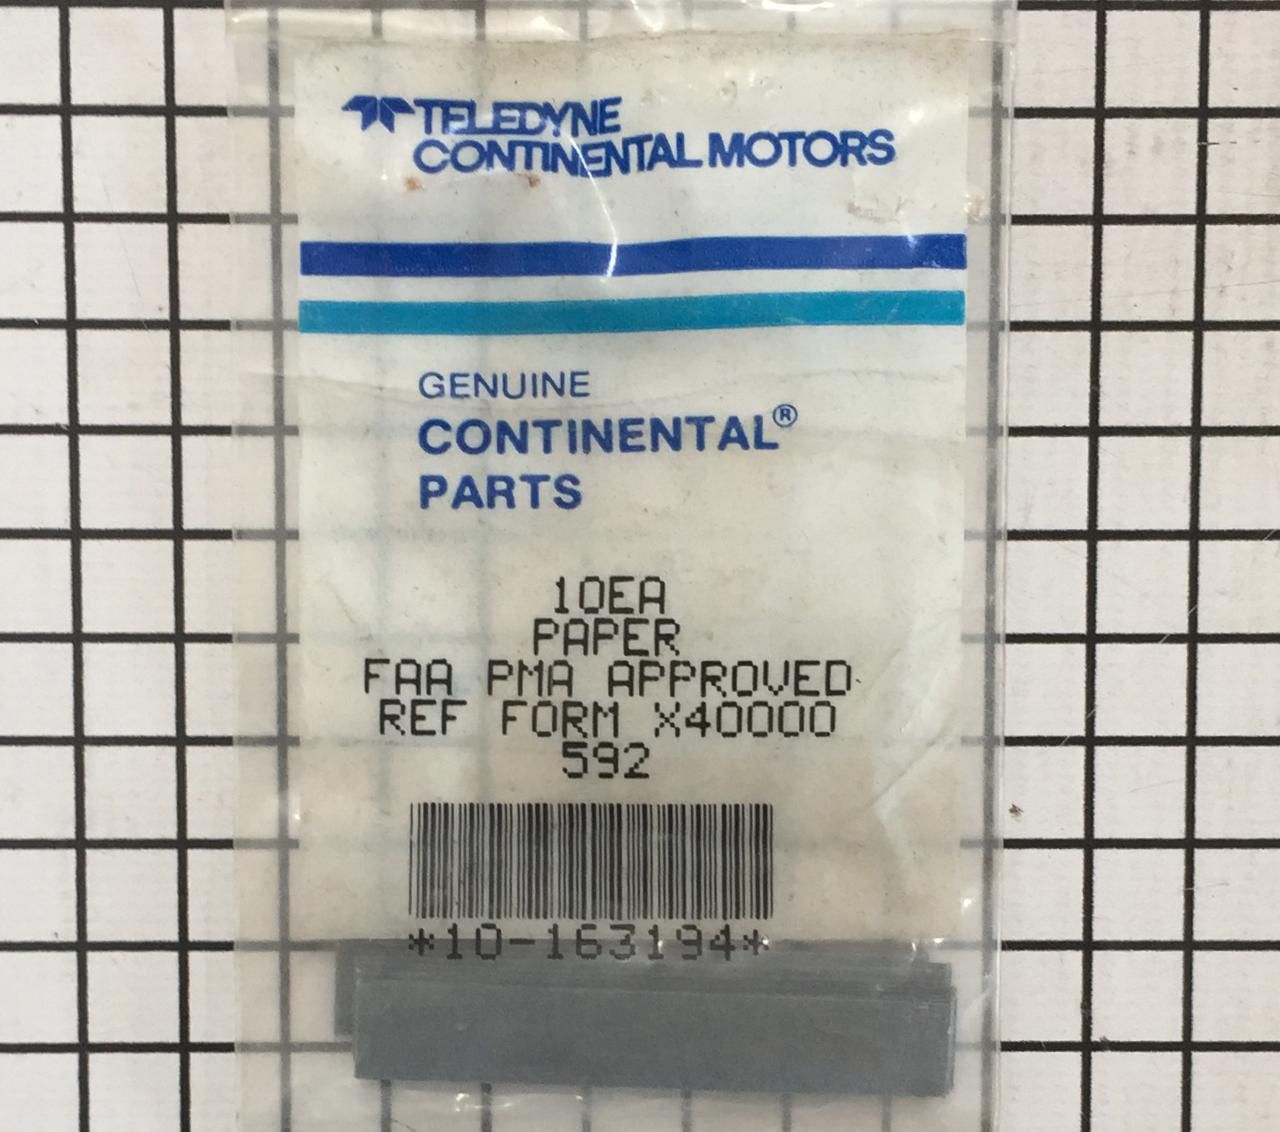 TELEDYNE
CONTINENTAL MOTORS
GENUINE
CONTINENTAL®
PARTS
10EA
PAPER
FAA PMA APPROVED
REF FORM X40000
592
*10-163194*